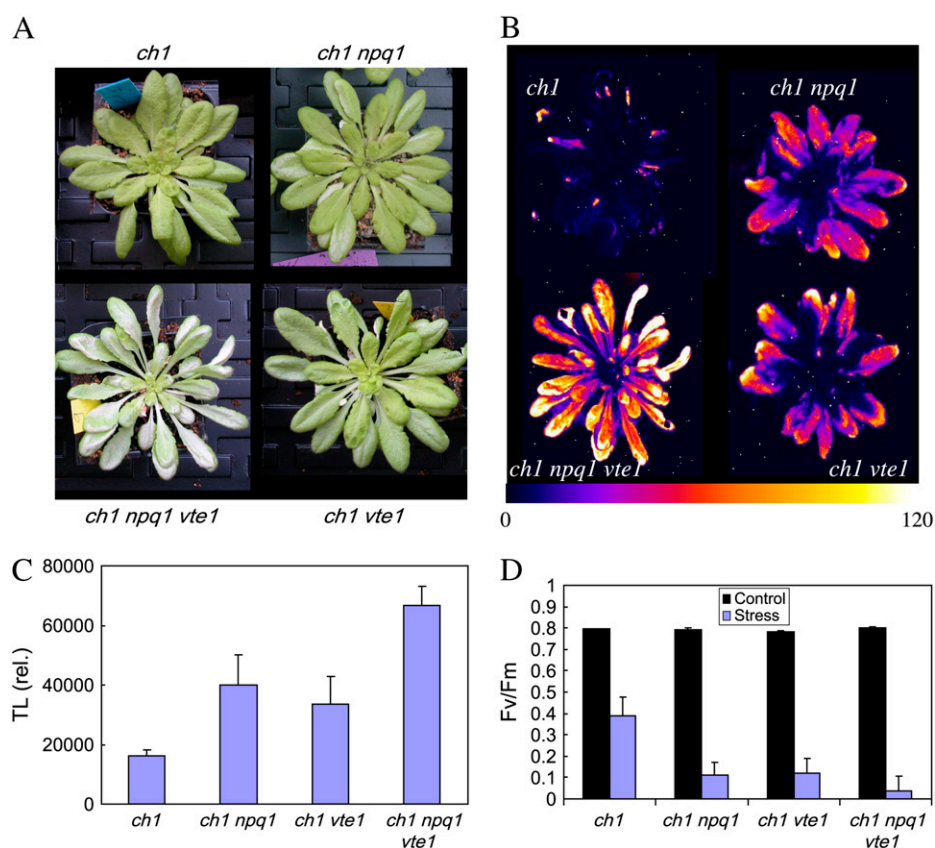 A
ch1
ch1 npq1
ch1 npq1 vte1
ch1 vte1
B
ch1
ch1 npq1
ch1 npq1 vte1
ch1 vte1
0
120
C
80000
60000
40000
20000
0
TL (rel.)
ch1
ch1 npq1
ch1 vte1
ch1 npq1
vte1
D
1
0.9
0.8
0.7
0.6
0.5
0.4
0.3
0.2
0.1
0
Fv/Fm
Control
Stress
ch1
ch1 npq1
ch1 vte1
ch1 npq1
vte1